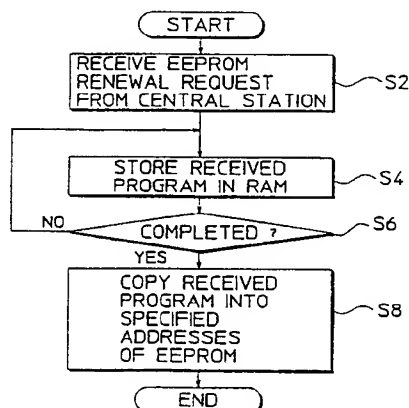 START
RECEIVE EEPROM
RENEWAL REQUEST
FROM CENTRAL STATION
S2
STORE RECEIVED
PROGRAM IN RAM
S4
COMPLETED ?
S6
NO
YES
COPY RECEIVED
PROGRAM INTO
SPECIFIED
ADDRESSES
OF EEPROM
S8
END